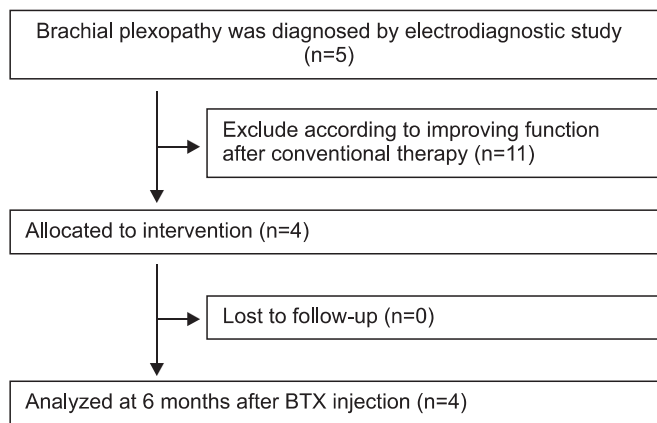 Brachial plexopathy was diagnosed by electrodiagnostic study
(n=5)
Exclude according to improving function
after conventional therapy (n=11)
Allocated to intervention (n=4)
Lost to follow-up (n=0)
Analyzed at 6 months after BTX injection (n=4)